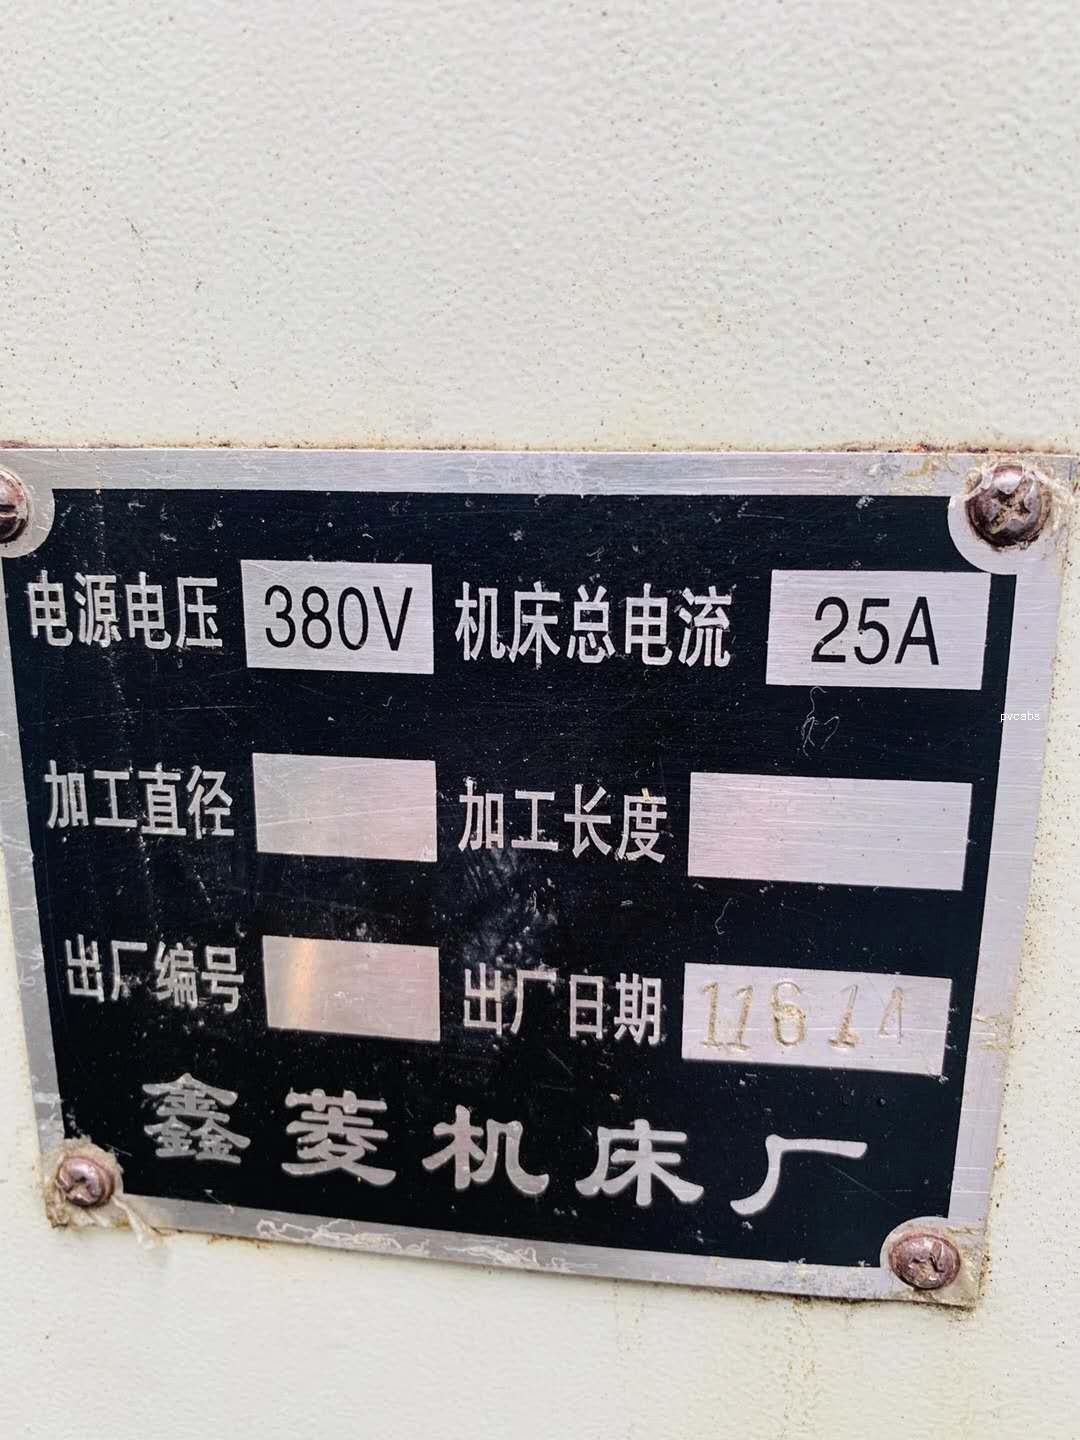 电源电压 380V 机床总电流 25A
pvcabs
加工直径 加工长度
出厂编号 出厂日期 11614
鑫菱机床厂